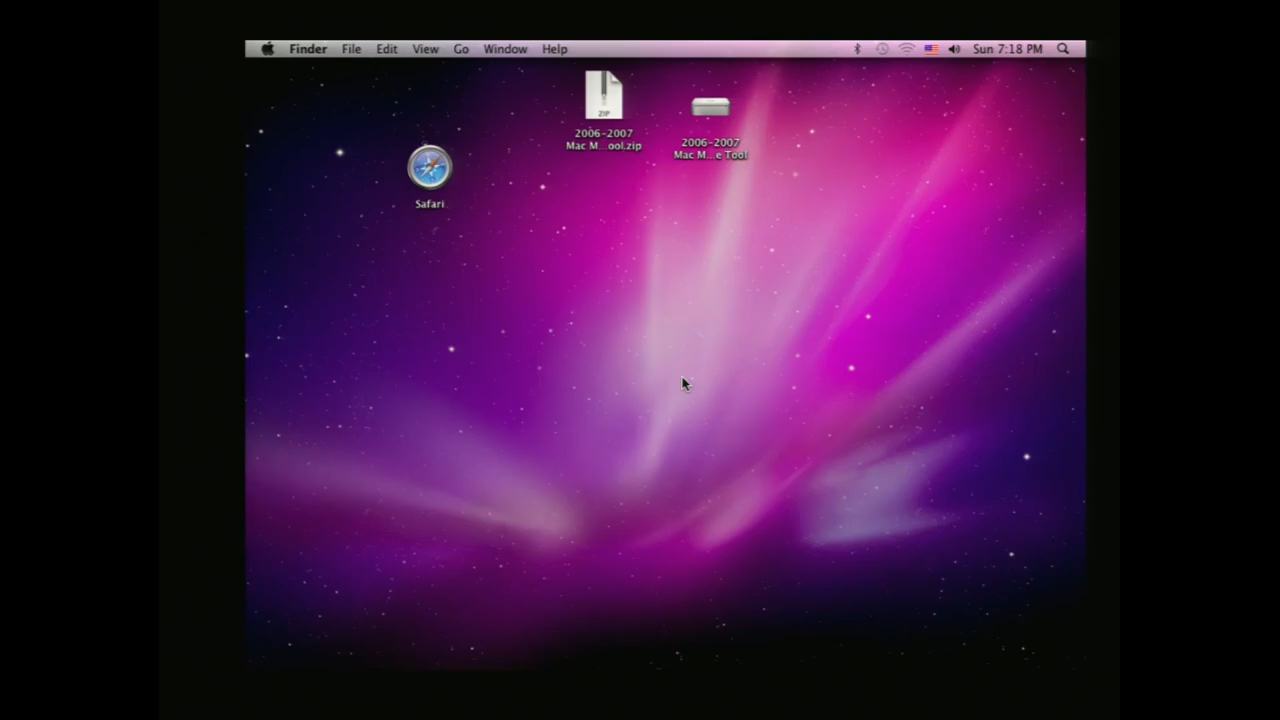 Finder File Edit View Go Window Help Sun 7:18 PM
ZIP
2006-2007
Mac M...ool.zip
2006-2007
Mac M...e Tool
Safari